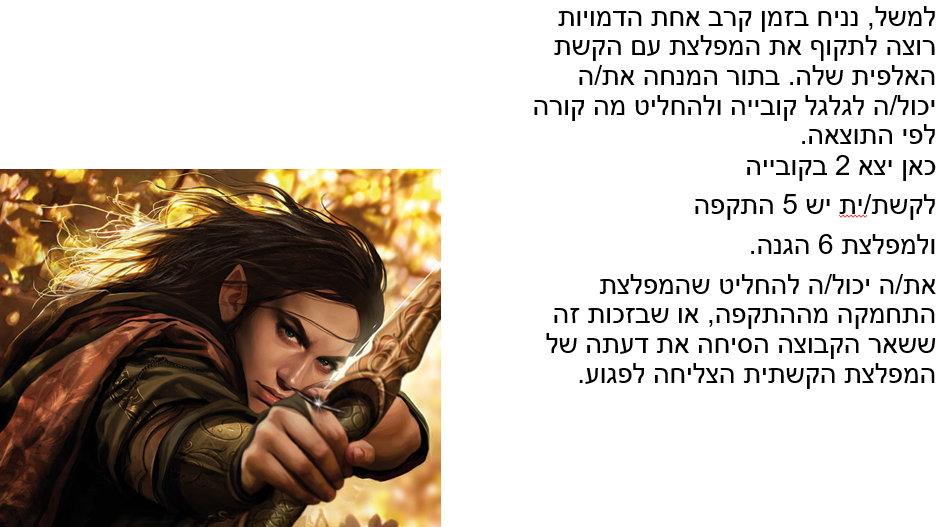 למשל, נניח בזמן קרב אחת הדמויות
רוצה לתקוף את המפלצת עם הקשת
האלפית שלה. בתור המנחה את/ה
יכול/ה לגלגל קובייה ולהחליט מה קורה
לפי התוצאה.
כאן יצא 2 בקובייה
לקשת/ית יש 5 התקפה
ולמפלצת 6 הגנה.
את/ה יכול/ה להחליט שהמפלצת
התחמקה מההתקפה, או שבזכות זה
ששאר הקבוצה הסיחה את דעתה של
המפלצת הקשתית הצליחה לפגוע.